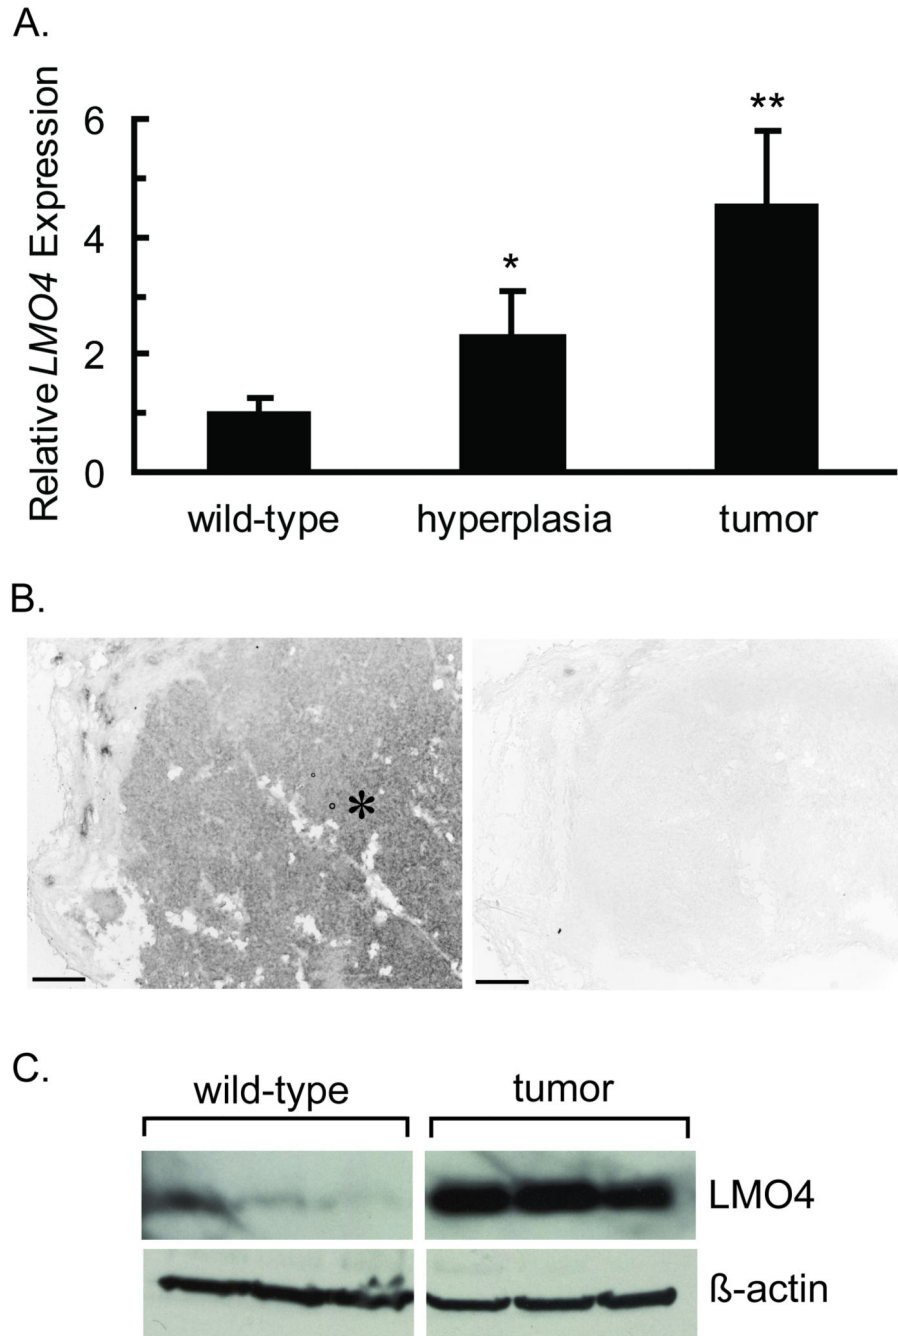 A.
Relative LMO4 Expression
6
4
2
0
*
**
wild-type hyperplasia tumor
B.
*
C.
wild-type tumor
LMO4
ß-actin